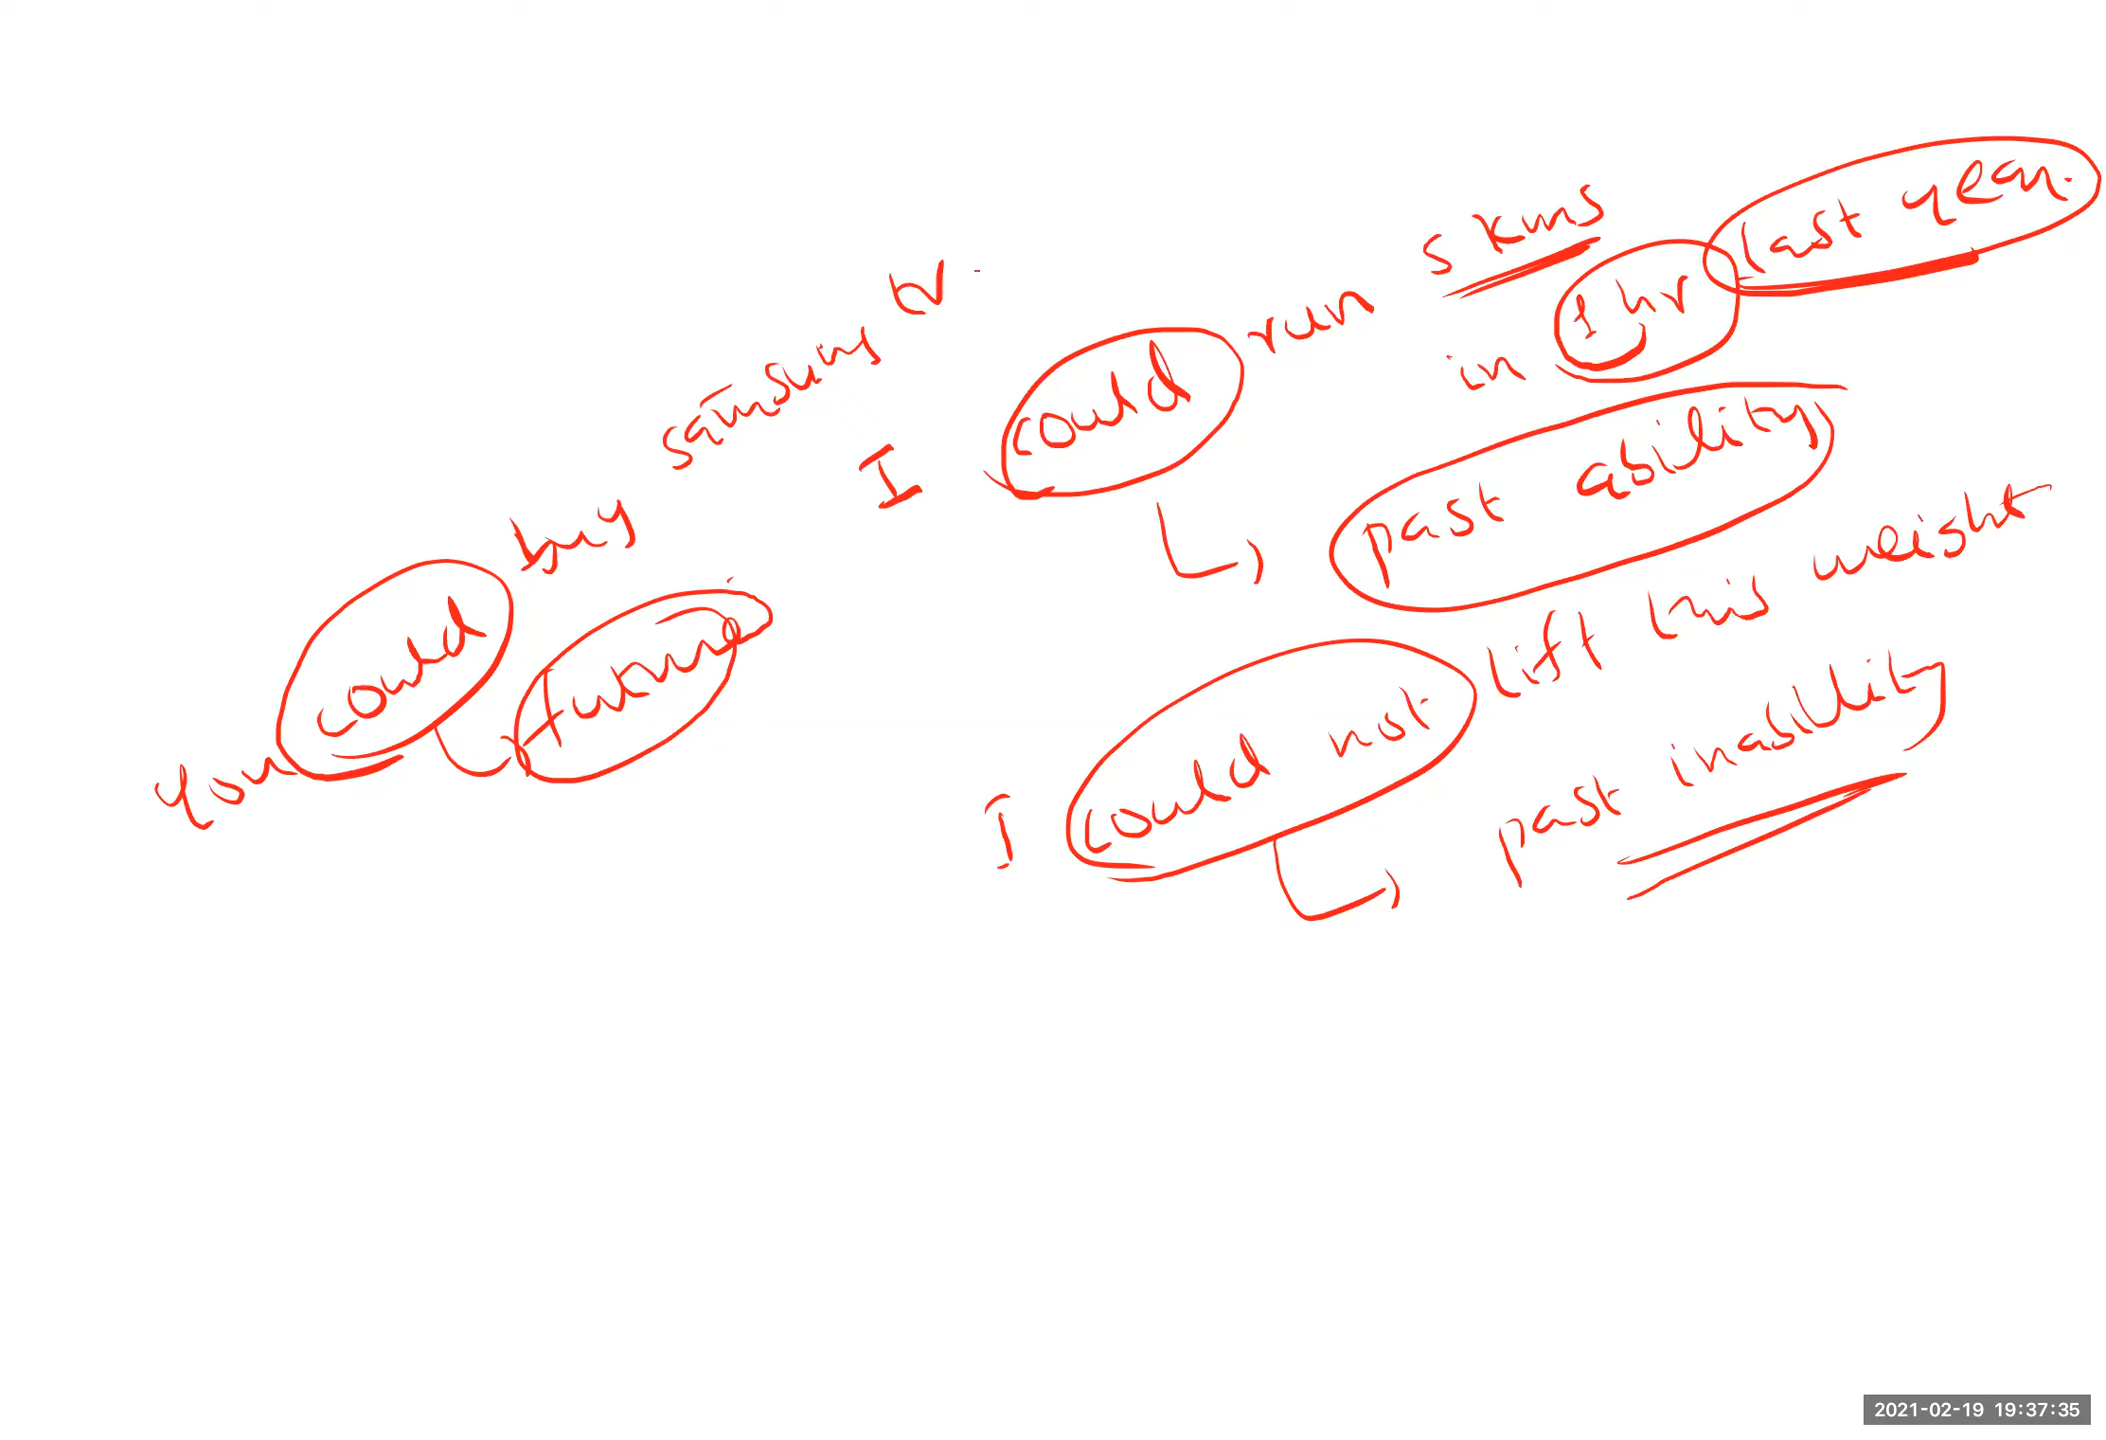 You could buy samsung tv.
future
I could run 5 kms
in 1 hr last year.
past ability
I could not lift this weight
past inability
2021-02-19 19:37:35